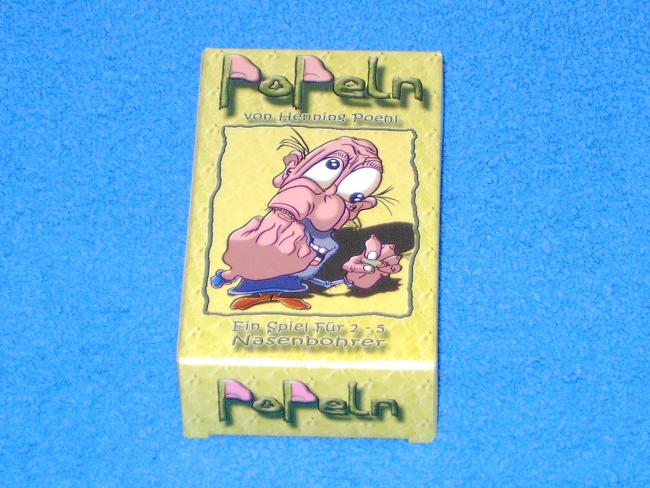 PoPeln
von Henning Poehl
Ein Spiel Für 2 - 5
Nasenbohrer
PoPeln